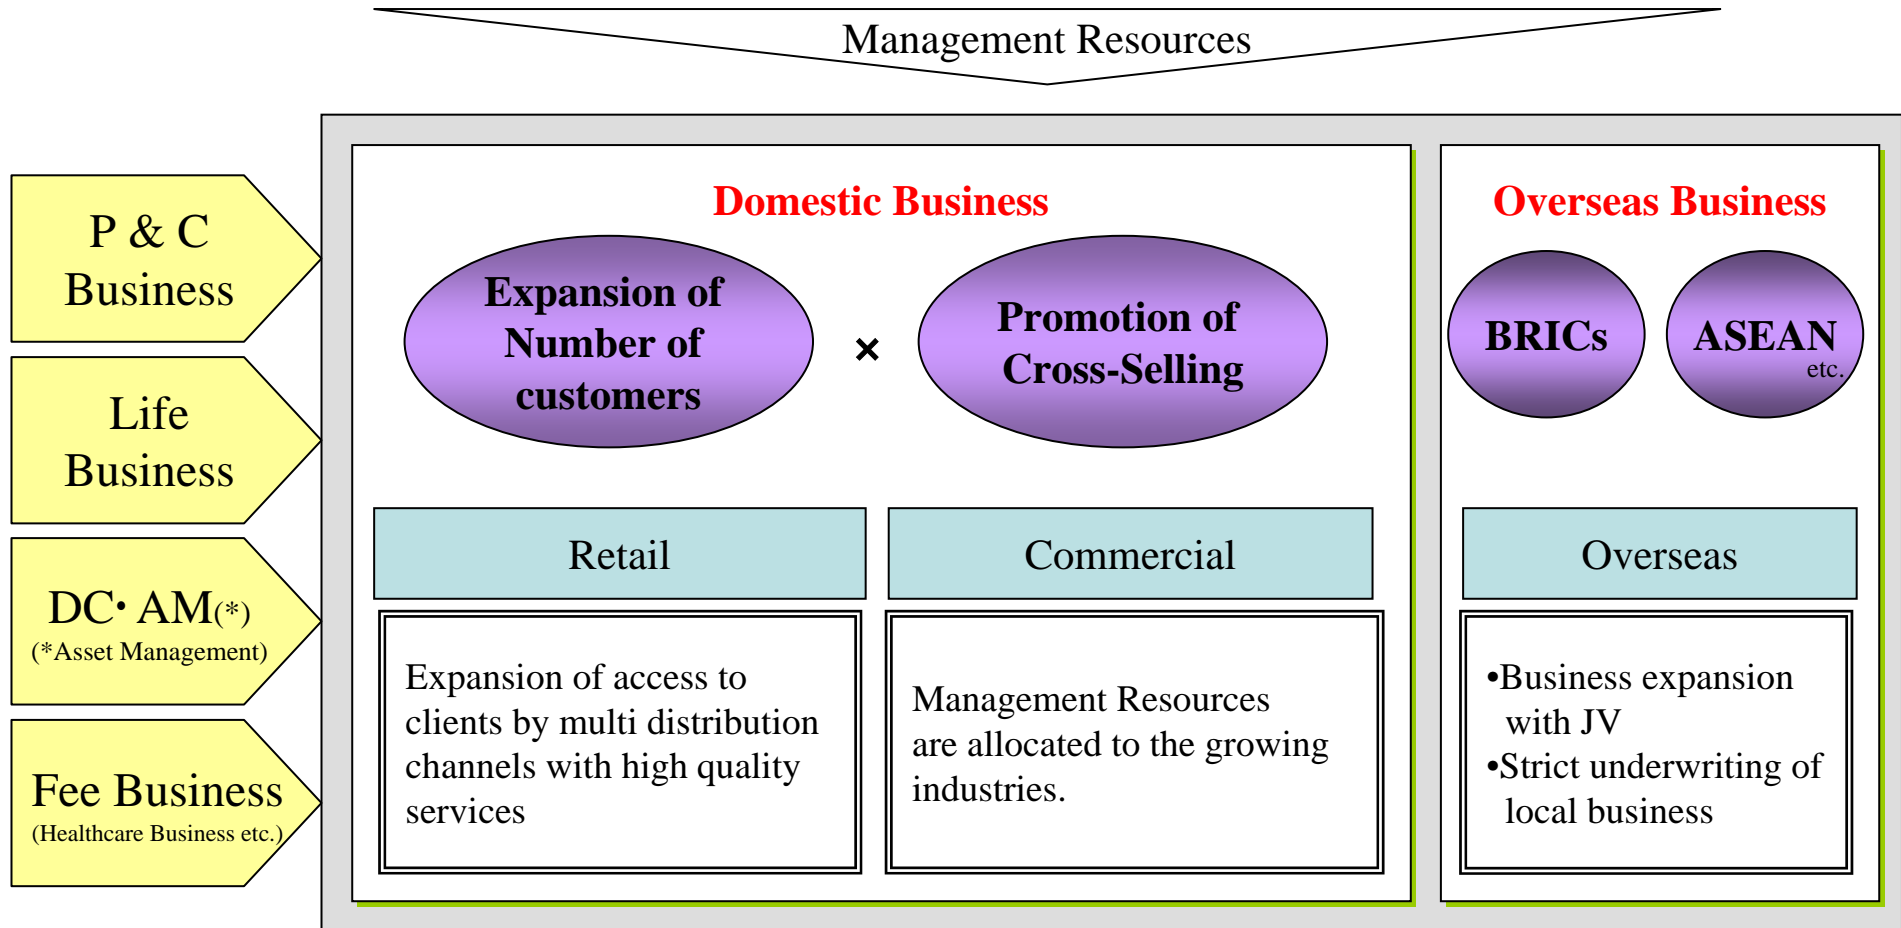 Management Resources
P & C
Business
Life
Business
DC・AM(*)
(*Asset Management)
Fee Business
(Healthcare Business etc.)
Domestic Business
Expansion of
Number of
customers
×
Promotion of
Cross-Selling
Retail
Commercial
Expansion of access to
clients by multi distribution
channels with high quality
services
Management Resources
are allocated to the growing
industries.
Overseas Business
BRICs
ASEAN
etc.
Overseas
•Business expansion
with JV
•Strict underwriting of
local business